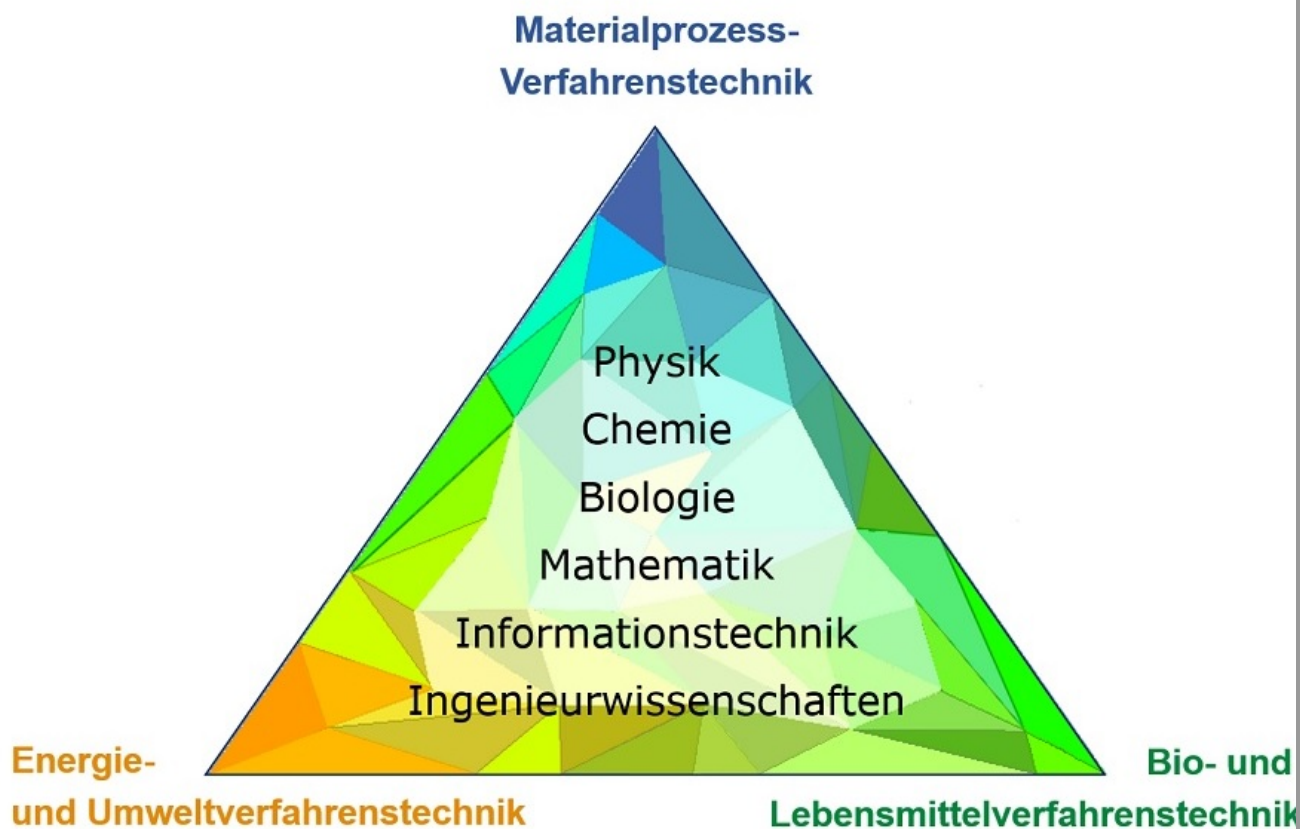 Materialprozess-
Verfahrenstechnik
Physik
Chemie
Biologie
Mathematik
Informationstechnik
Ingenieurwissenschaften
Energie-
und Umweltverfahrenstechnik
Bio- und
Lebensmittelverfahrenstechnik